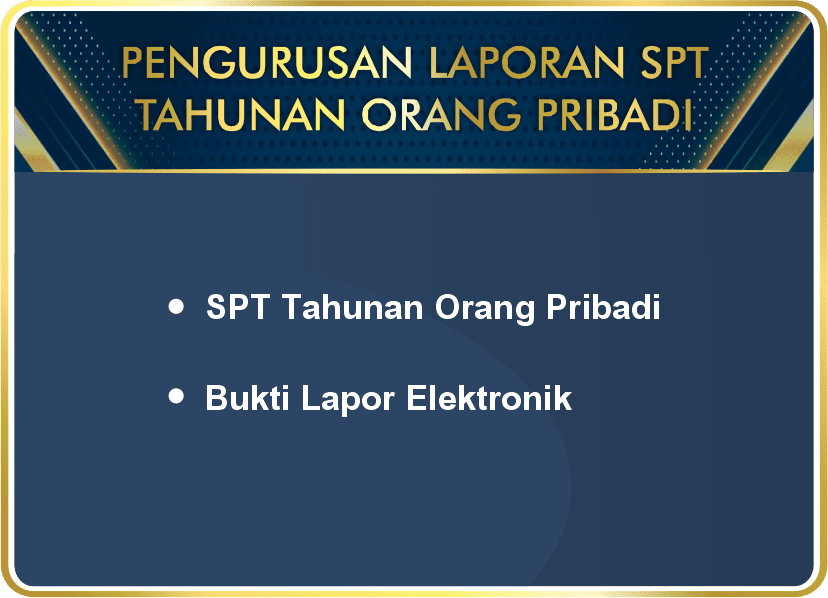 PENGURUSAN LAPORAN SPT
TAHUNAN ORANG PRIBADI
• SPT Tahunan Orang Pribadi
• Bukti Lapor Elektronik